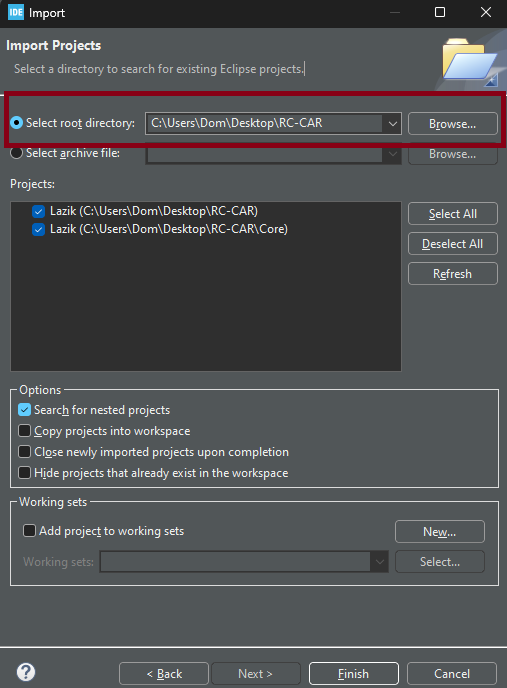 IDE Import
Import Projects
Select a directory to search for existing Eclipse projects.
Select root directory: C:\Users\Dom\Desktop\RC-CAR Browse...
Select archive file: Browse...
Projects:
Lazik (C:\Users\Dom\Desktop\RC-CAR)
Lazik (C:\Users\Dom\Desktop\RC-CAR\Core)
Select All
Deselect All
Refresh
Options
Search for nested projects
Copy projects into workspace
Close newly imported projects upon completion
Hide projects that already exist in the workspace
Working sets
Add project to working sets New...
Working sets: Select...
? < Back Next > Finish Cancel